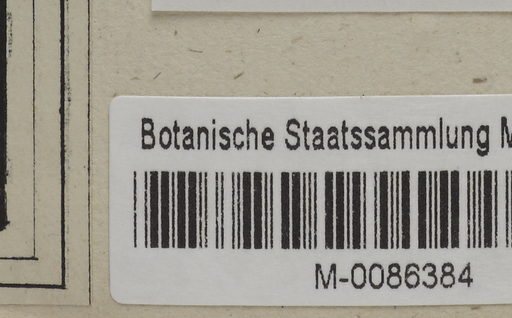 Botanische Staatssammlung M
M-0086384